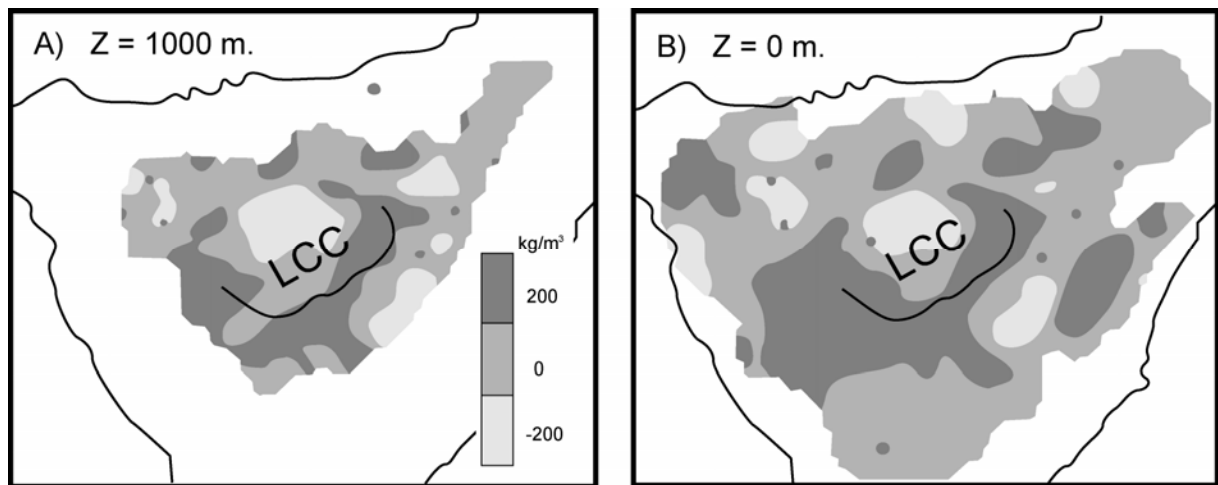 A) Z = 1000 m.
LCC
kg/m³
200
0
-200
B) Z = 0 m.
LCC